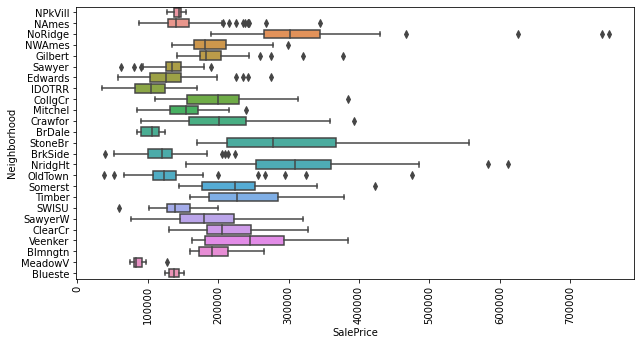 NPkVill
NAmes
NoRidge
NWAmes
Gilbert
Sawyer
Edwards
IDOTRR
CollgCr
Mitchel
Crawfor
BrDale
StoneBr
BrkSide
NridgHt
OldTown
Somerst
Timber
SWISU
SawyerW
ClearCr
Veenker
Blmngtn
MeadowV
Blueste
Neighborhood
0
100000
200000
300000
400000
500000
600000
700000
SalePrice